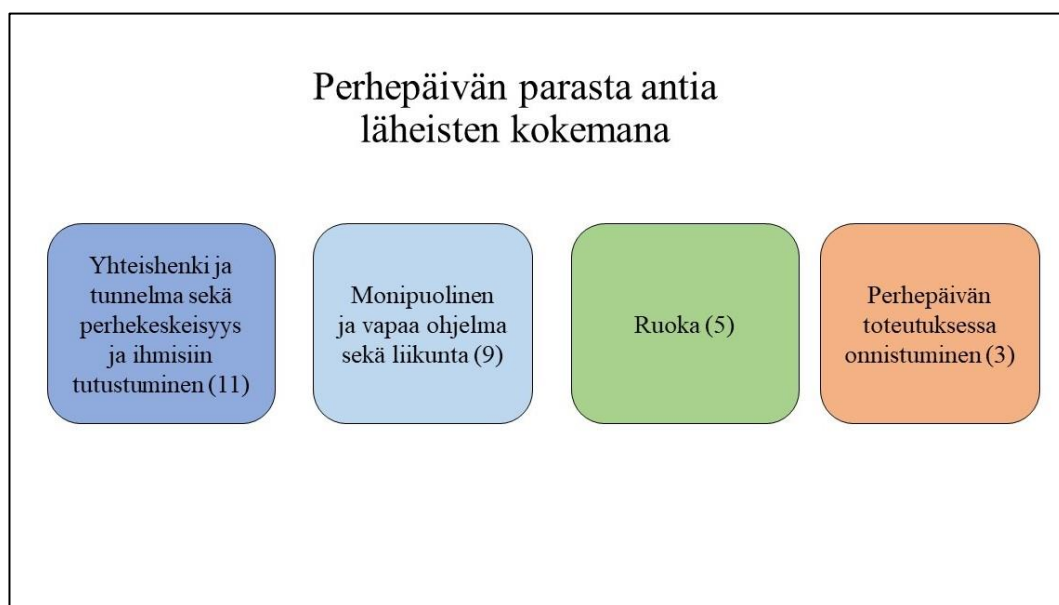 Perhepäivän parasta antia
läheisten kokemana
Yhteishenki ja
tunnelma sekä
perhekeskeisyys
ja ihmisiin
tutustuminen (11)
Monipuolinen
ja vapaa ohjelma
sekä liikunta (9)
Ruoka (5)
Perhepäivän
toteutuksessa
onnistuminen (3)